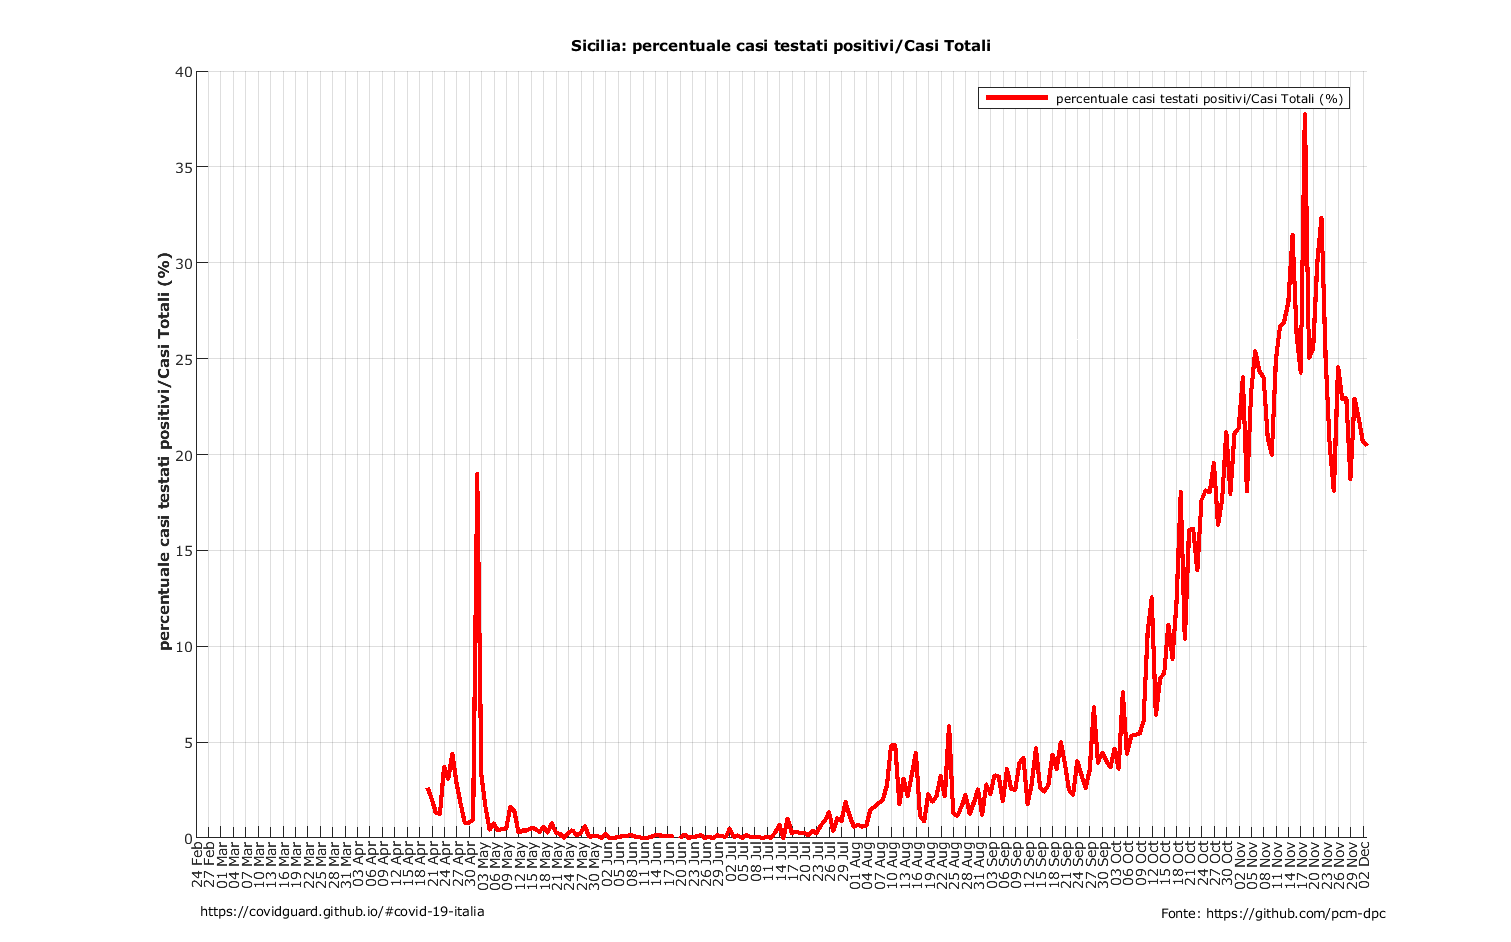 Sicilia: percentuale casi testati positivi/Casi Totali
percentuale casi testati positivi/Casi Totali (%)
percentuale casi testati positivi/Casi Totali (%)
40
35
30
25
20
15
10
5
0
24 Feb
27 Feb
01 Mar
04 Mar
07 Mar
10 Mar
13 Mar
16 Mar
19 Mar
22 Mar
25 Mar
28 Mar
31 Mar
03 Apr
06 Apr
09 Apr
12 Apr
15 Apr
18 Apr
21 Apr
24 Apr
27 Apr
30 Apr
03 May
06 May
09 May
12 May
15 May
18 May
21 May
24 May
27 May
30 May
02 Jun
05 Jun
08 Jun
11 Jun
14 Jun
17 Jun
20 Jun
23 Jun
26 Jun
29 Jun
02 Jul
05 Jul
08 Jul
11 Jul
14 Jul
17 Jul
20 Jul
23 Jul
26 Jul
29 Jul
01 Aug
04 Aug
07 Aug
10 Aug
13 Aug
16 Aug
19 Aug
22 Aug
25 Aug
28 Aug
31 Aug
03 Sep
06 Sep
09 Sep
12 Sep
15 Sep
18 Sep
21 Sep
24 Sep
27 Sep
30 Sep
03 Oct
06 Oct
09 Oct
12 Oct
15 Oct
18 Oct
21 Oct
24 Oct
27 Oct
30 Oct
02 Nov
05 Nov
08 Nov
11 Nov
14 Nov
17 Nov
20 Nov
23 Nov
26 Nov
29 Nov
02 Dec
https://covidguard.github.io/#covid-19-italia
Fonte: https://github.com/pcm-dpc